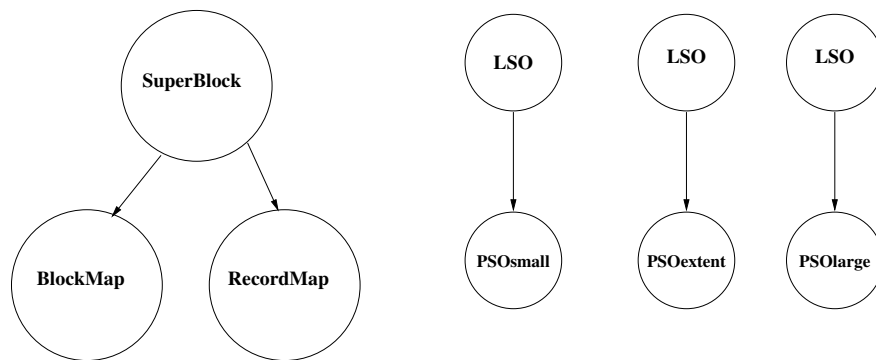 SuperBlock
BlockMap
RecordMap
LSO
LSO
LSO
PSOsmall
PSOextent
PSOlarge